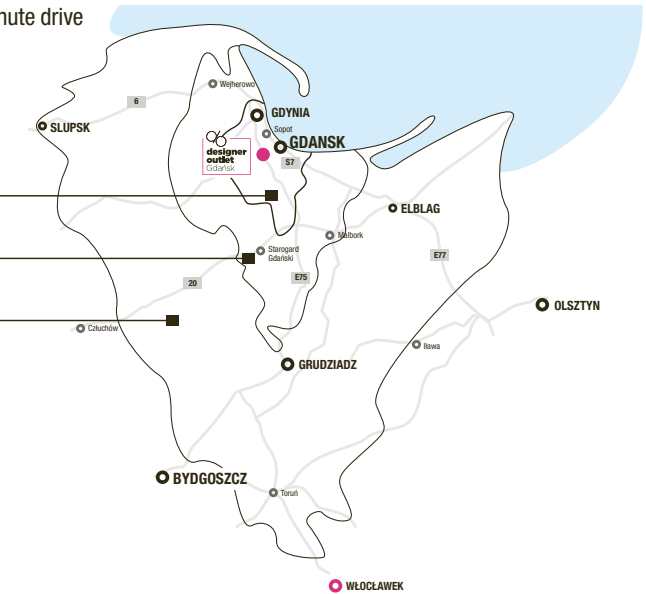 nute drive
Wejherowo
6
GDYNIA
SLUPSK
Sopot
GDANSK
designer
outlet
Gdańsk
S7
ELBLAG
Malbork
Starogard
Gdański
E77
E75
20
OLSZTYN
Człuchów
Iława
GRUDZIADZ
BYDGOSZCZ
Toruń
WŁOCŁAWEK